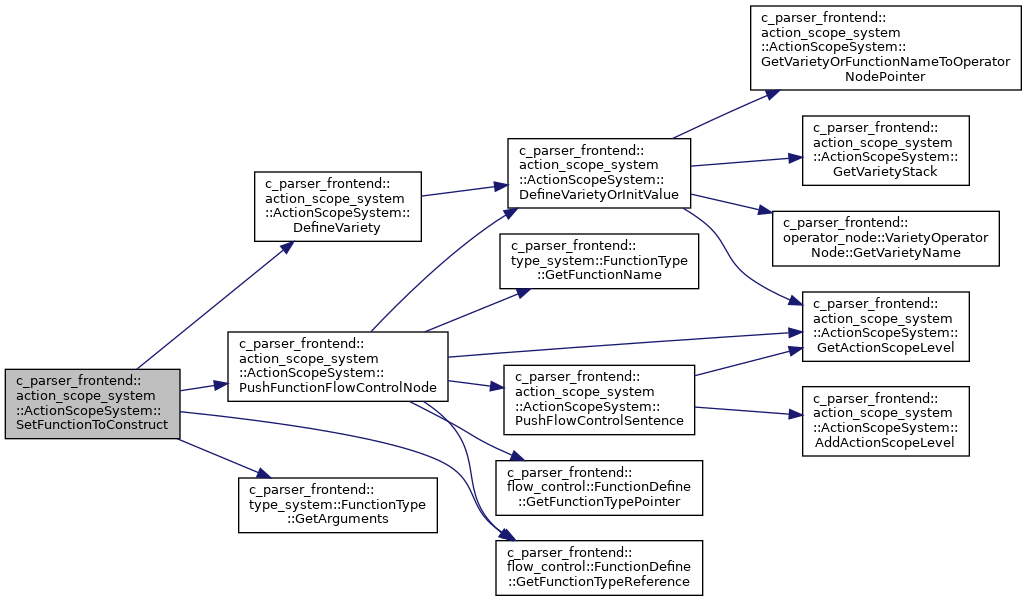 c_parser_frontend::
action_scope_system
::ActionScopeSystem::
GetVarietyOrFunctionNameToOperator
NodePointer
c_parser_frontend::
action_scope_system
::ActionScopeSystem::
GetVarietyStack
c_parser_frontend::
action_scope_system
::ActionScopeSystem::
DefineVarietyOrInitValue
c_parser_frontend::
action_scope_system
::ActionScopeSystem::
DefineVariety
c_parser_frontend::
operator_node::VarietyOperator
Node::GetVarietyName
c_parser_frontend::
type_system::FunctionType
::GetFunctionName
c_parser_frontend::
action_scope_system
::ActionScopeSystem::
GetActionScopeLevel
c_parser_frontend::
action_scope_system
::ActionScopeSystem::
PushFunctionFlowControlNode
c_parser_frontend::
action_scope_system
::ActionScopeSystem::
SetFunctionToConstruct
c_parser_frontend::
action_scope_system
::ActionScopeSystem::
PushFlowControlSentence
c_parser_frontend::
action_scope_system
::ActionScopeSystem::
AddActionScopeLevel
c_parser_frontend::
flow_control::FunctionDefine
::GetFunctionTypePointer
c_parser_frontend::
type_system::FunctionType
::GetArguments
c_parser_frontend::
flow_control::FunctionDefine
::GetFunctionTypeReference